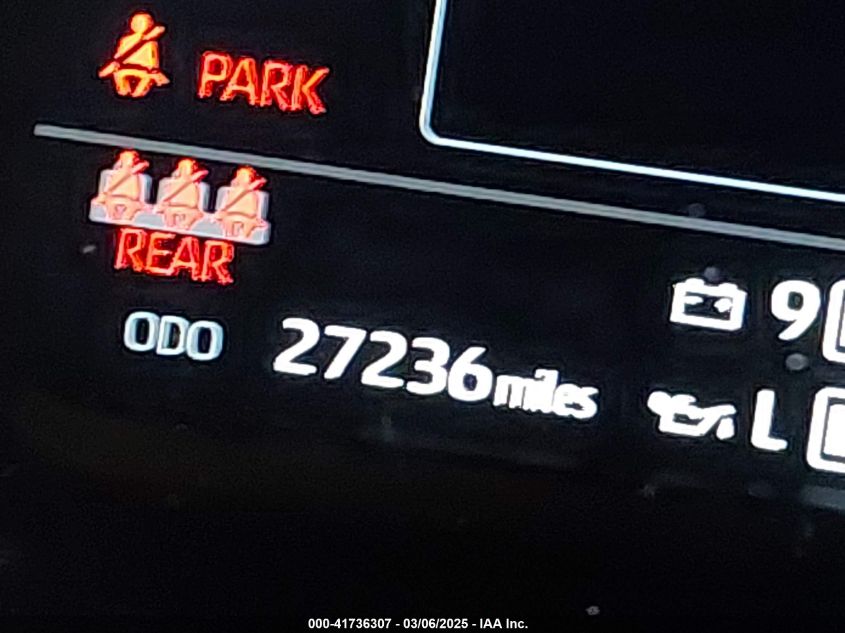 PARK
REAR
ODO 27236 miles
9
L
000-41736307 - 03/06/2025 - IAA Inc.